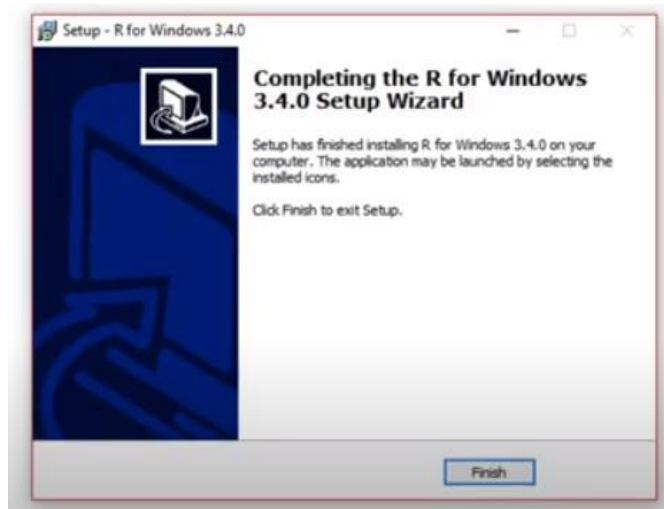 Setup - R for Windows 3.4.0
Completing the R for Windows
3.4.0 Setup Wizard
Setup has finished installing R for Windows 3.4.0 on your
computer. The application may be launched by selecting the
installed icons.
Click Finish to exit Setup.
Finish